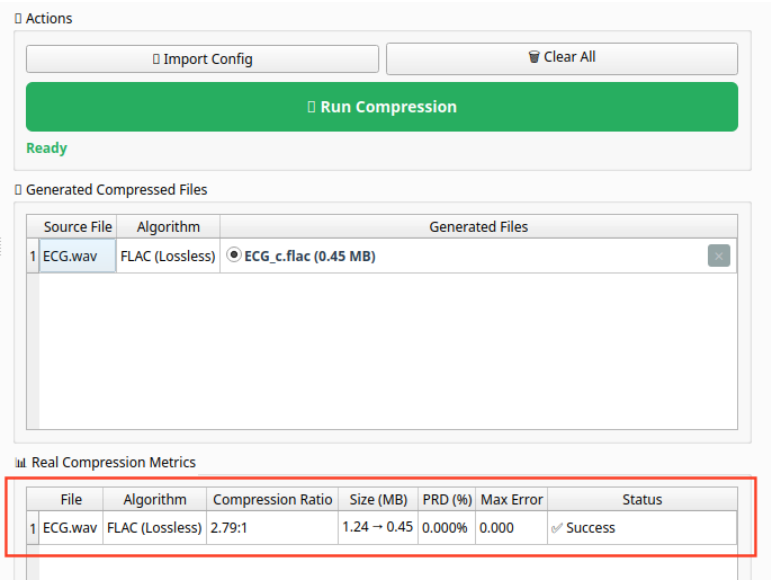 Actions
Import Config
🗑 Clear All
Run Compression
Ready
Generated Compressed Files
Source File Algorithm Generated Files
1 ECG.wav FLAC (Lossless) ECG_c.flac (0.45 MB) ×
📊 Real Compression Metrics
File Algorithm Compression Ratio Size (MB) PRD (%) Max Error Status
1 ECG.wav FLAC (Lossless) 2.79:1 1.24 → 0.45 0.000% 0.000 ✅ Success